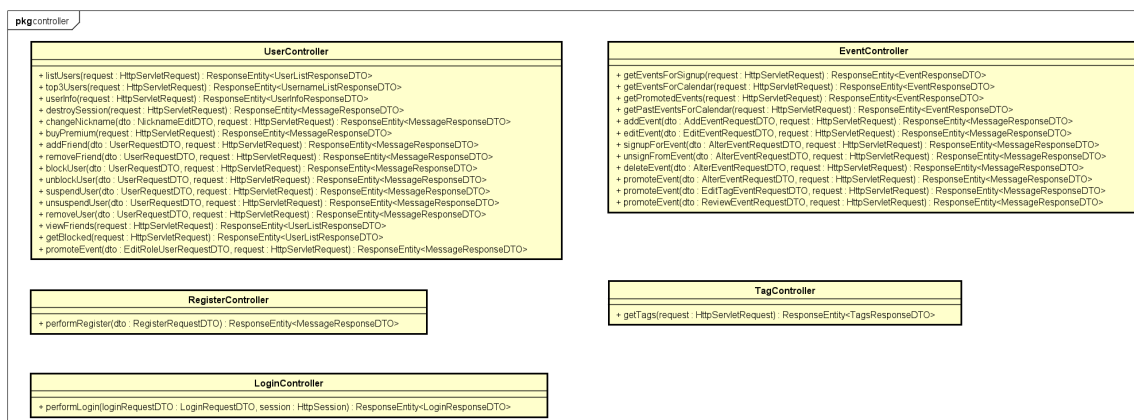 pkg controller
UserController
+ listUsers(request : HttpServletRequest) : ResponseEntity<UserListResponseDTO>
+ top3Users(request : HttpServletRequest) : ResponseEntity<UsernameListResponseDTO>
+ userInfo(request : HttpServletRequest) : ResponseEntity<UserInfoResponseDTO>
+ destroySession(request : HttpServletRequest) : ResponseEntity<MessageResponseDTO>
+ changeNickname(dto : NicknameEditDTO, request : HttpServletRequest) : ResponseEntity<MessageResponseDTO>
+ buyPremium(request : HttpServletRequest) : ResponseEntity<MessageResponseDTO>
+ addFriend(dto : UserRequestDTO, request : HttpServletRequest) : ResponseEntity<MessageResponseDTO>
+ removeFriend(dto : UserRequestDTO, request : HttpServletRequest) : ResponseEntity<MessageResponseDTO>
+ blockUser(dto : UserRequestDTO, request : HttpServletRequest) : ResponseEntity<MessageResponseDTO>
+ unblockUser(dto : UserRequestDTO, request : HttpServletRequest) : ResponseEntity<MessageResponseDTO>
+ suspendUser(dto : UserRequestDTO, request : HttpServletRequest) : ResponseEntity<MessageResponseDTO>
+ unsuspendUser(dto : UserRequestDTO, request : HttpServletRequest) : ResponseEntity<MessageResponseDTO>
+ removeUser(dto : UserRequestDTO, request : HttpServletRequest) : ResponseEntity<MessageResponseDTO>
+ viewFriends(request : HttpServletRequest) : ResponseEntity<UserListResponseDTO>
+ getBlocked(request : HttpServletRequest) : ResponseEntity<UserListResponseDTO>
+ promoteEvent(dto : EditRoleUserRequestDTO, request : HttpServletRequest) : ResponseEntity<MessageResponseDTO>
EventController
+ getEventsForSignup(request : HttpServletRequest) : ResponseEntity<EventResponseDTO>
+ getEventsForCalendar(request : HttpServletRequest) : ResponseEntity<EventResponseDTO>
+ getPromotedEvents(request : HttpServletRequest) : ResponseEntity<EventResponseDTO>
+ getPastEventsForCalendar(request : HttpServletRequest) : ResponseEntity<EventResponseDTO>
+ addEvent(dto : AddEventRequestDTO, request : HttpServletRequest) : ResponseEntity<MessageResponseDTO>
+ editEvent(dto : EditEventRequestDTO, request : HttpServletRequest) : ResponseEntity<MessageResponseDTO>
+ signupForEvent(dto : AlterEventRequestDTO, request : HttpServletRequest) : ResponseEntity<MessageResponseDTO>
+ unsignFromEvent(dto : AlterEventRequestDTO, request : HttpServletRequest) : ResponseEntity<MessageResponseDTO>
+ deleteEvent(dto : AlterEventRequestDTO, request : HttpServletRequest) : ResponseEntity<MessageResponseDTO>
+ promoteEvent(dto : AlterEventRequestDTO, request : HttpServletRequest) : ResponseEntity<MessageResponseDTO>
+ promoteEvent(dto : EditTagEventRequestDTO, request : HttpServletRequest) : ResponseEntity<MessageResponseDTO>
+ promoteEvent(dto : ReviewEventRequestDTO, request : HttpServletRequest) : ResponseEntity<MessageResponseDTO>
RegisterController
+ performRegister(dto : RegisterRequestDTO) : ResponseEntity<MessageResponseDTO>
TagController
+ getTags(request : HttpServletRequest) : ResponseEntity<TagsResponseDTO>
LoginController
+ performLogin(loginRequestDTO : LoginRequestDTO, session : HttpSession) : ResponseEntity<LoginResponseDTO>